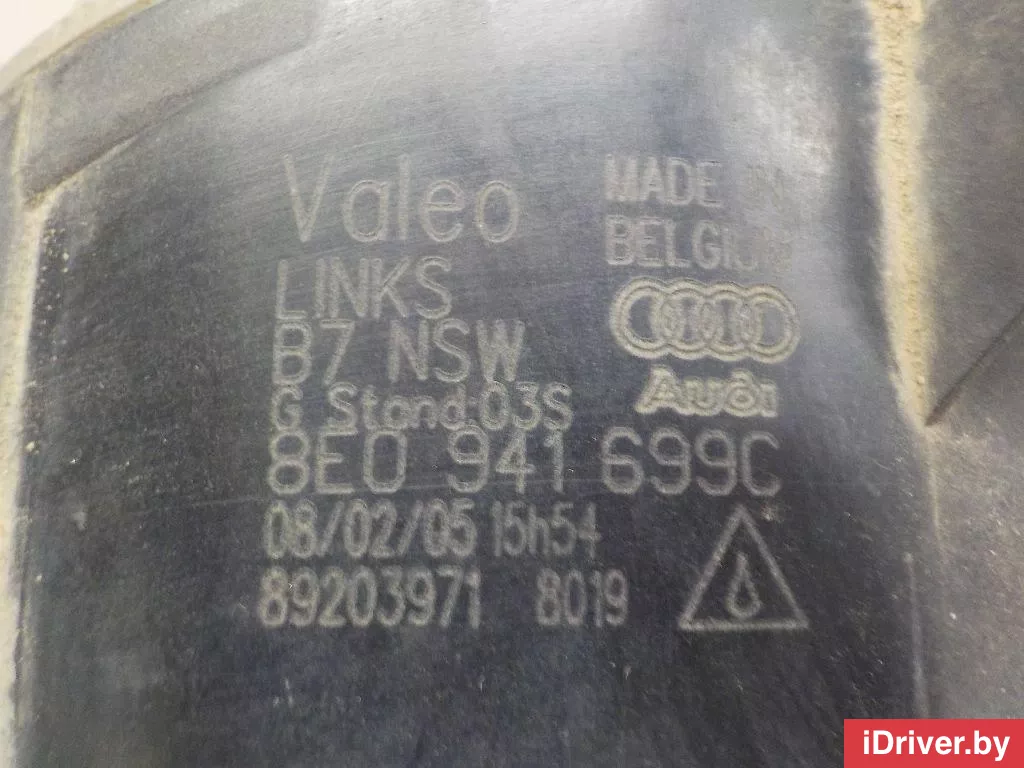 Valeo
MADE IN
BELGIUM
LINKS
B7 NSW
G Stand:03S
Audi
8E0 941 699C
08/02/05 15h54
89203971 8019
iDriver.by